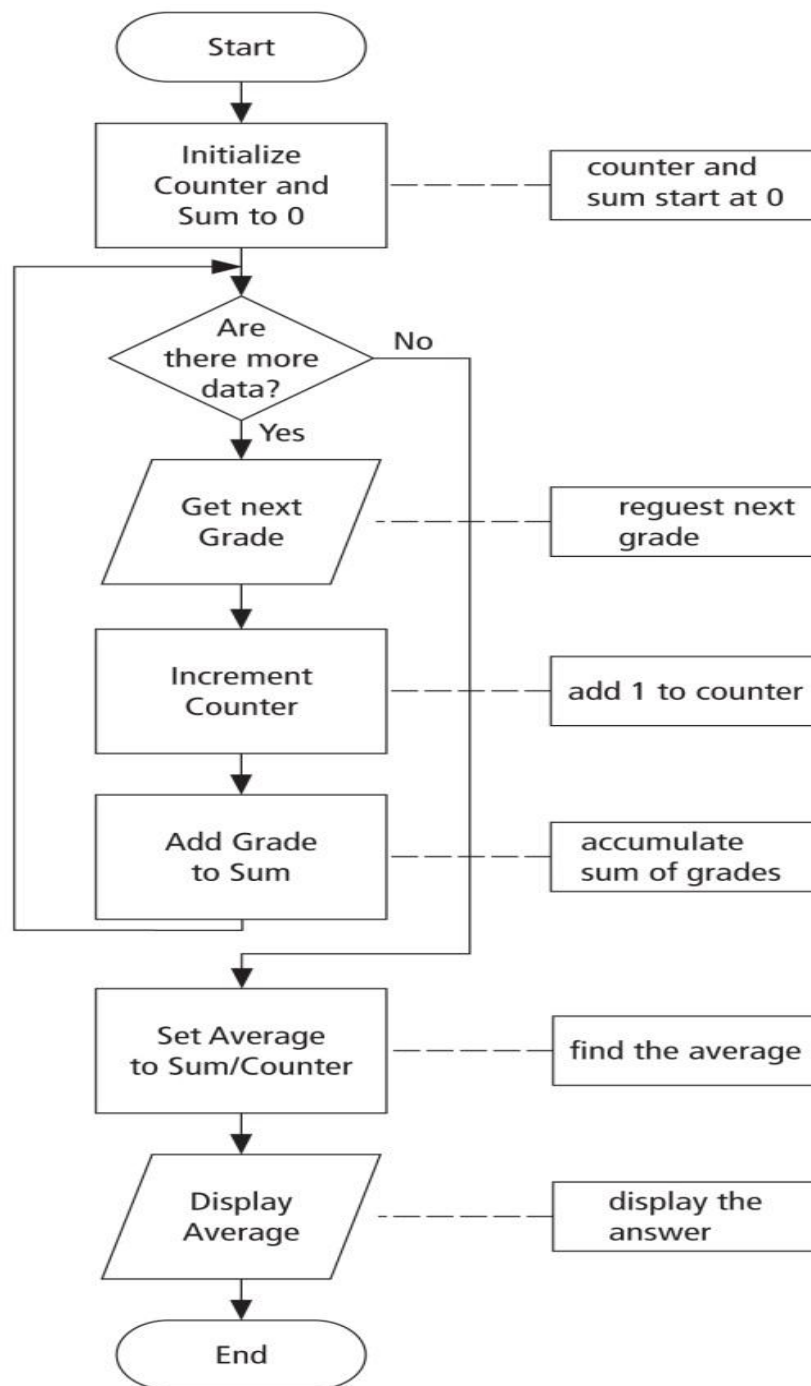 Start
Initialize
Counter and
Sum to 0
counter and
sum start at 0
Are
there more
data?
No
Yes
Get next
Grade
reguest next
grade
Increment
Counter
add 1 to counter
Add Grade
to Sum
accumulate
sum of grades
Set Average
to Sum/Counter
find the average
Display
Average
display the
answer
End